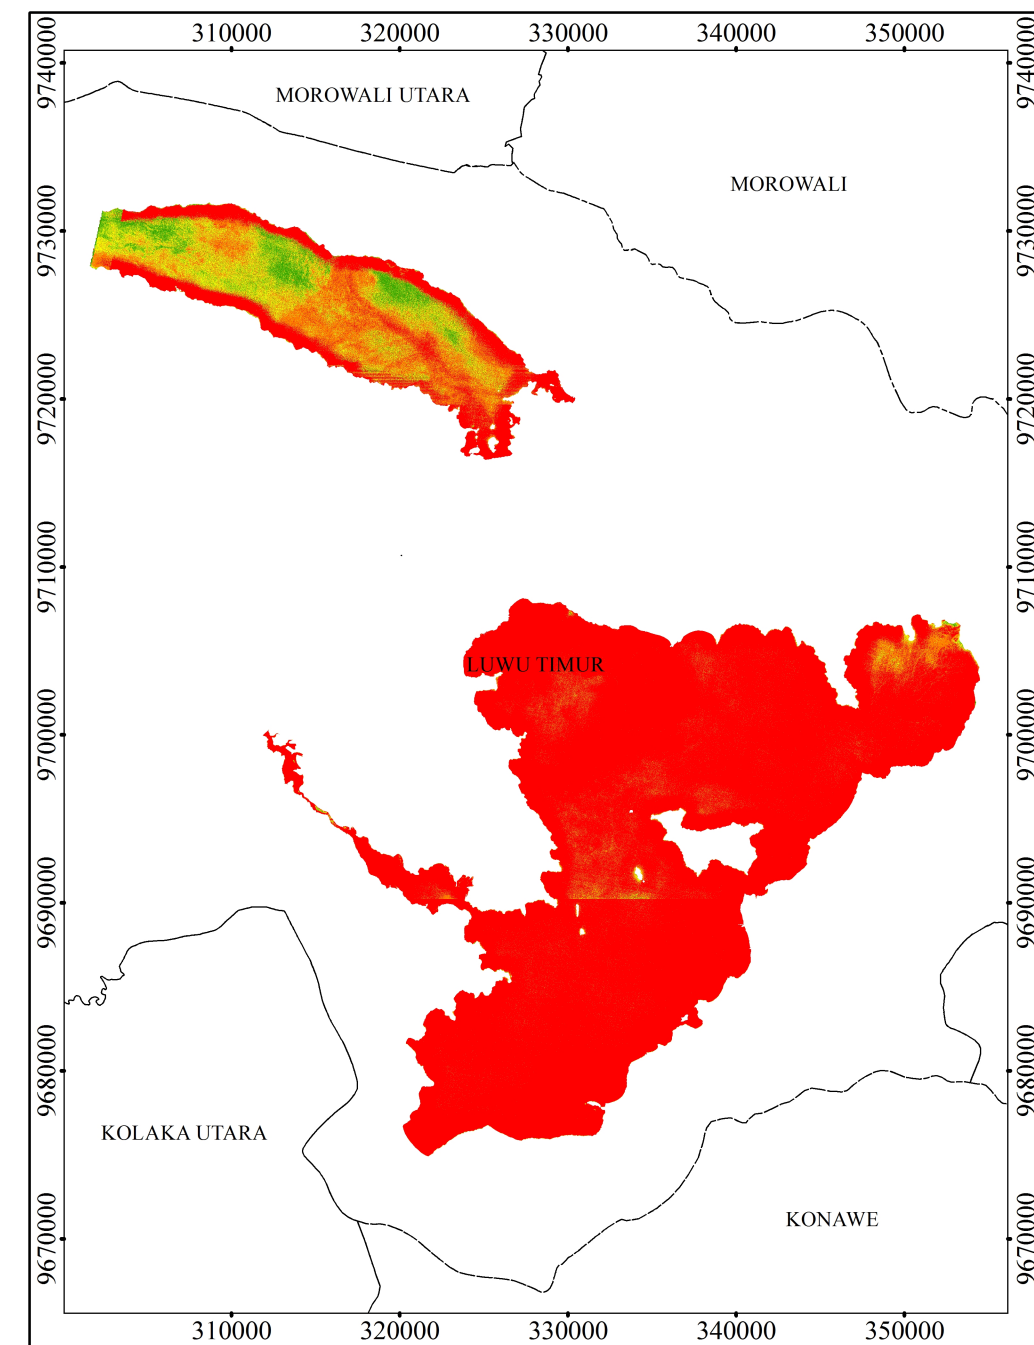 310000 320000 330000 340000 350000
9740000 9740000
MOROWALI UTARA
MOROWALI
9730000 9730000
9720000 9720000
9710000 9710000
LUWU TIMUR
9700000 9700000
9690000 9690000
9680000 9680000
KOLAKA UTARA
KONAWE
9670000 9670000
310000 320000 330000 340000 350000